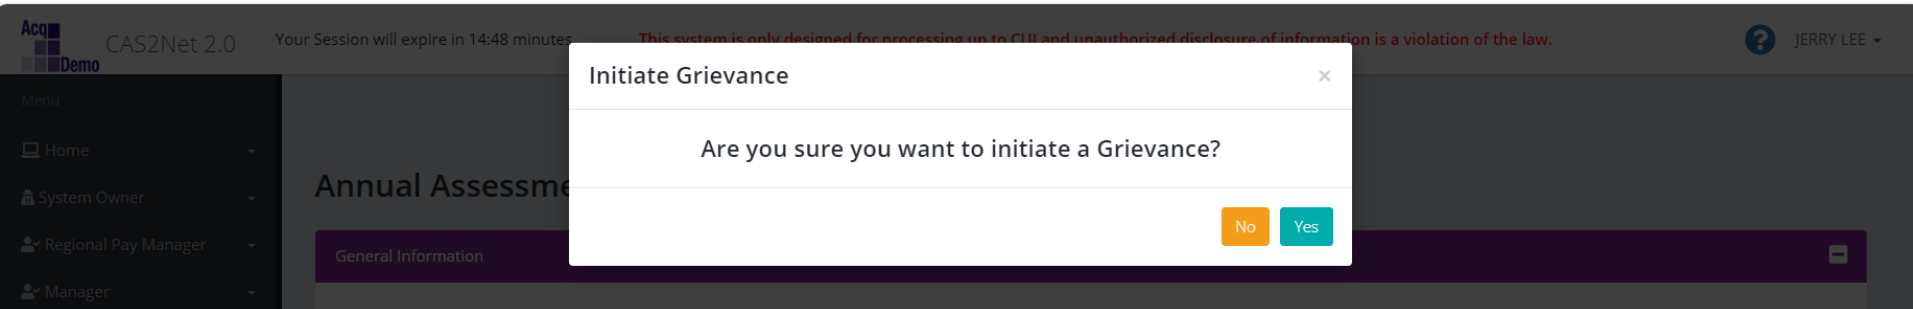 Acq
Demo
CAS2Net 2.0
Your Session will expire in 14:48 minutes
This system is only designed for processing up to CUI and unauthorized disclosure of information is a violation of the law.
?
JERRY LEE
Initiate Grievance
×
Menu
Are you sure you want to initiate a Grievance?
Home
Annual Assessme
System Owner
No
Yes
Regional Pay Manager
General Information
Manager